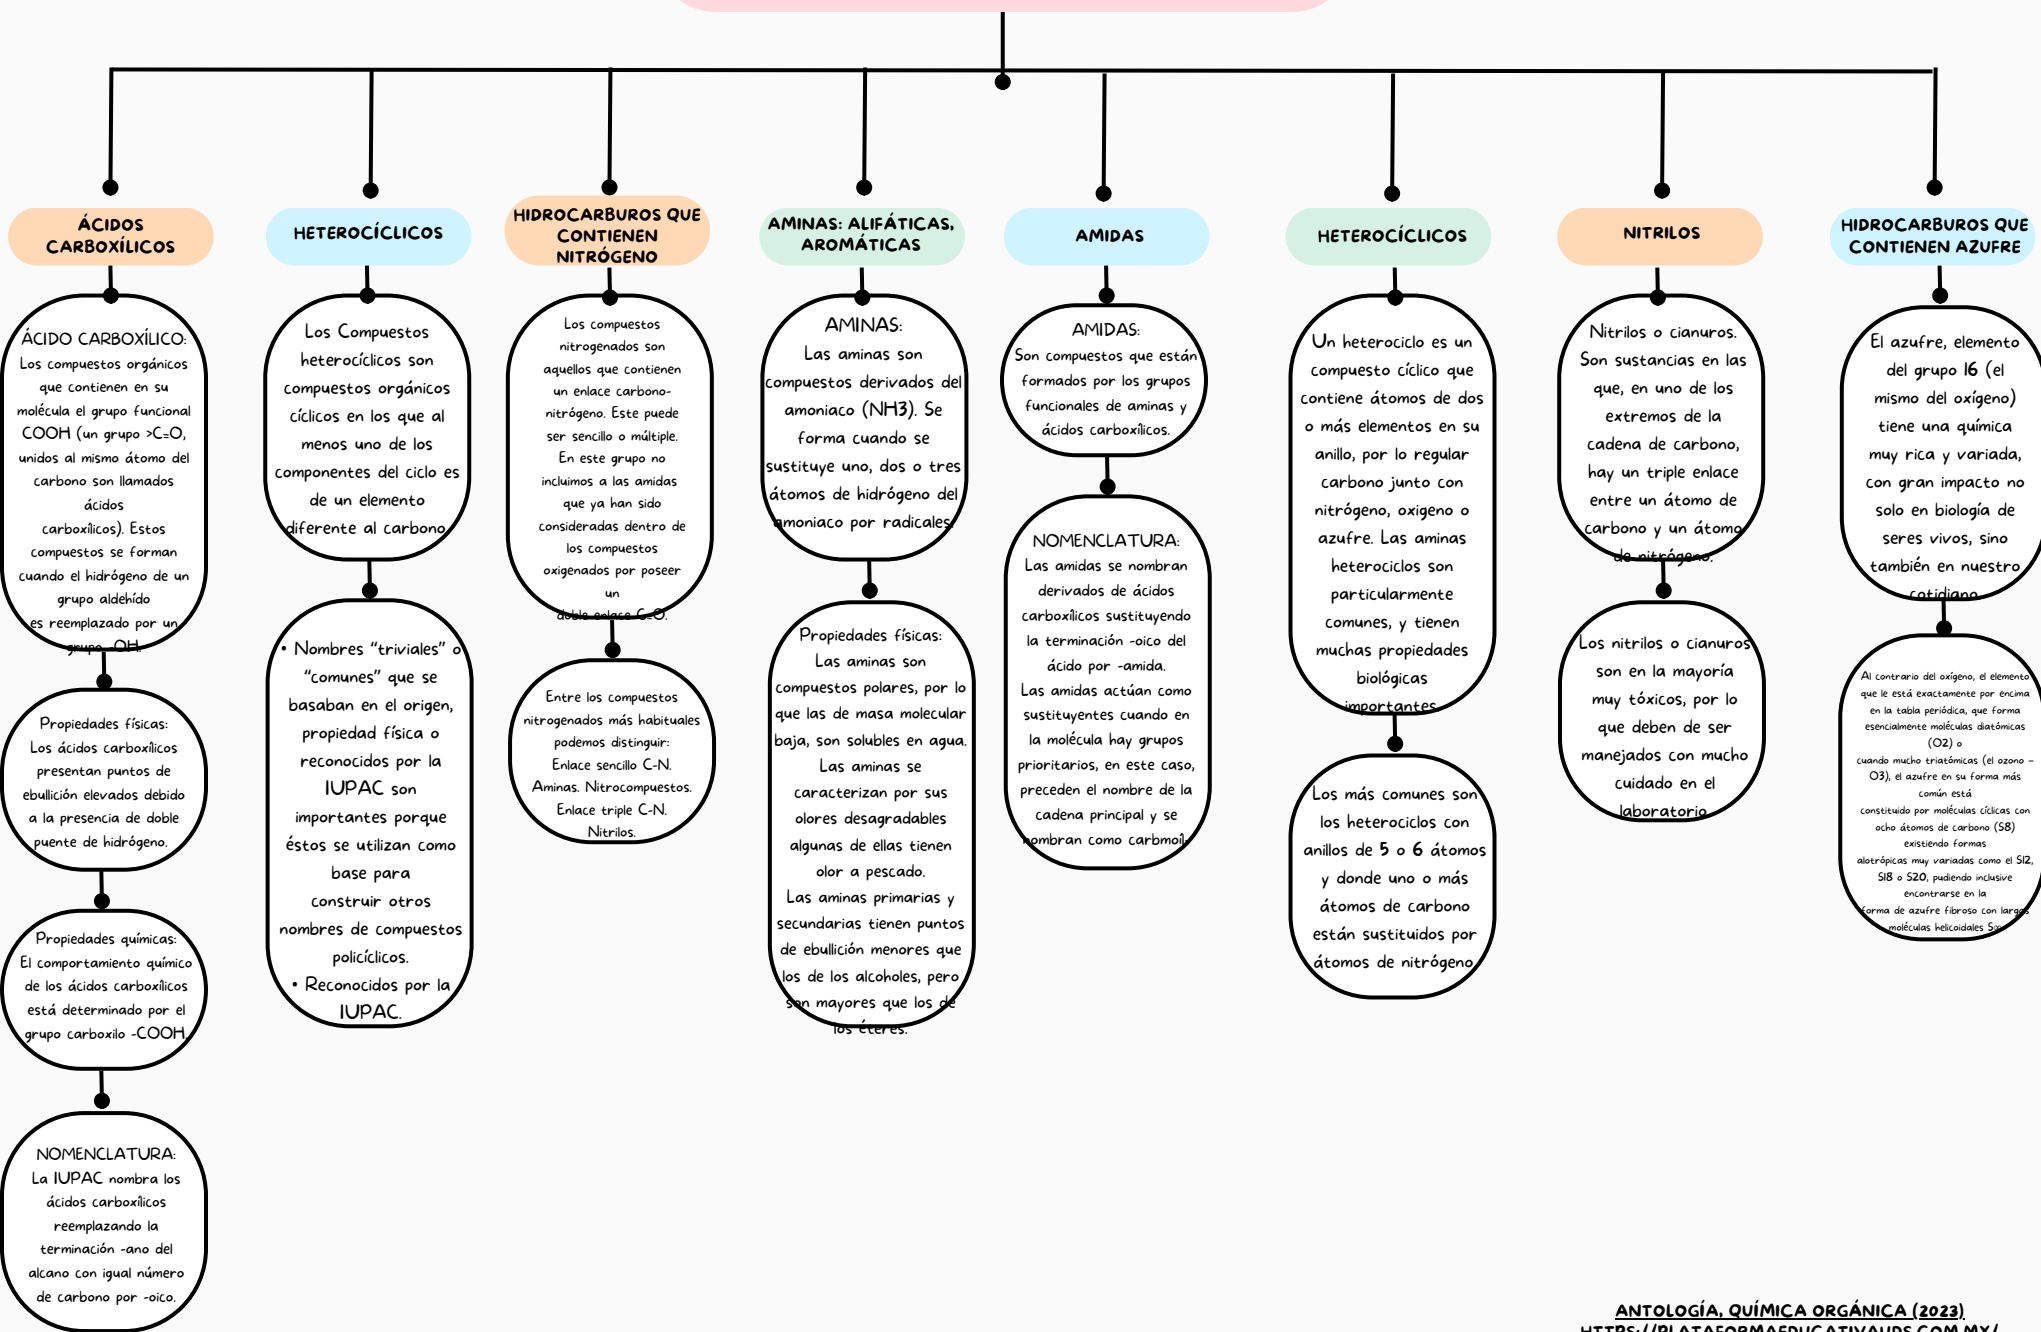 ÁCIDOS
CARBOXÍLICOS
ÁCIDO CARBOXÍLICO:
Los compuestos orgánicos
que contienen en su
molécula el grupo funcional
COOH (un grupo >C=O,
unidos al mismo átomo del
carbono son llamados
ácidos
carboxílicos). Estos
compuestos se forman
cuando el hidrógeno de un
grupo aldehído
es reemplazado por un
grupo -OH.
Propiedades físicas:
Los ácidos carboxílicos
presentan puntos de
ebullición elevados debido
a la presencia de doble
puente de hidrógeno.
Propiedades químicas:
El comportamiento químico
de los ácidos carboxílicos
está determinado por el
grupo carboxilo -COOH.
NOMENCLATURA:
La IUPAC nombra los
ácidos carboxílicos
reemplazando la
terminación -ano del
alcano con igual número
de carbono por -oico.
HETEROCÍCLICOS
Los Compuestos
heterocíclicos son
compuestos orgánicos
cíclicos en los que al
menos uno de los
componentes del ciclo es
de un elemento
diferente al carbono
• Nombres “triviales” o
“comunes” que se
basaban en el origen,
propiedad física o
reconocidos por la
IUPAC son
importantes porque
éstos se utilizan como
base para
construir otros
nombres de compuestos
policíclicos.
• Reconocidos por la
IUPAC.
HIDROCARBUROS QUE
CONTIENEN
NITRÓGENO
Los compuestos
nitrogenados son
aquellos que contienen
un enlace carbono-
nitrógeno. Este puede
ser sencillo o múltiple.
En este grupo no
incluimos a las amidas
que ya han sido
consideradas dentro de
los compuestos
oxigenados por poseer
un
doble enlace C=O.
Entre los compuestos
nitrogenados más habituales
podemos distinguir:
Enlace sencillo C-N.
Aminas. Nitrocompuestos.
Enlace triple C-N.
Nitrilos.
AMINAS: ALIFÁTICAS,
AROMÁTICAS
AMINAS:
Las aminas son
compuestos derivados del
amoniaco (NH3). Se
forma cuando se
sustituye uno, dos o tres
átomos de hidrógeno del
amoniaco por radicales.
Propiedades físicas:
Las aminas son
compuestos polares, por lo
que las de masa molecular
baja, son solubles en agua.
Las aminas se
caracterizan por sus
olores desagradables
algunas de ellas tienen
olor a pescado.
Las aminas primarias y
secundarias tienen puntos
de ebullición menores que
los de los alcoholes, pero
son mayores que los de
los éteres.
AMIDAS
AMIDAS:
Son compuestos que están
formados por los grupos
funcionales de aminas y
ácidos carboxílicos.
NOMENCLATURA:
Las amidas se nombran
derivados de ácidos
carboxílicos sustituyendo
la terminación -oico del
ácido por -amida.
Las amidas actúan como
sustituyentes cuando en
la molécula hay grupos
prioritarios, en este caso,
preceden el nombre de la
cadena principal y se
nombran como carbmoil-
HETEROCÍCLICOS
Un heterociclo es un
compuesto cíclico que
contiene átomos de dos
o más elementos en su
anillo, por lo regular
carbono junto con
nitrógeno, oxigeno o
azufre. Las aminas
heterociclos son
particularmente
comunes, y tienen
muchas propiedades
biológicas
importantes
Los más comunes son
los heterociclos con
anillos de 5 o 6 átomos
y donde uno o más
átomos de carbono
están sustituidos por
átomos de nitrógeno
NITRILOS
Nitrilos o cianuros.
Son sustancias en las
que, en uno de los
extremos de la
cadena de carbono,
hay un triple enlace
entre un átomo de
carbono y un átomo
de nitrógeno.
Los nitrilos o cianuros
son en la mayoría
muy tóxicos, por lo
que deben de ser
manejados con mucho
cuidado en el
laboratorio
HIDROCARBUROS QUE
CONTIENEN AZUFRE
El azufre, elemento
del grupo 16 (el
mismo del oxígeno)
tiene una química
muy rica y variada,
con gran impacto no
solo en biología de
seres vivos, sino
también en nuestro
cotidiano
Al contrario del oxígeno, el elemento
que le está exactamente por encima
en la tabla periódica, que forma
esencialmente moléculas diatómicas
(O2) o
cuando mucho triatómicas (el ozono –
O3), el azufre en su forma más
común está
constituido por moléculas cíclicas con
ocho átomos de carbono (S8)
existiendo formas
alotrópicas muy variadas como el S12,
S18 o S20, pudiendo inclusive
encontrarse en la
forma de azufre fibroso con largas
moléculas helicoidales S∞
ANTOLOGÍA, QUÍMICA ORGÁNICA (2023)
HTTPS://PLATAFORMAEDUCATIVAUDS.COM.MX/